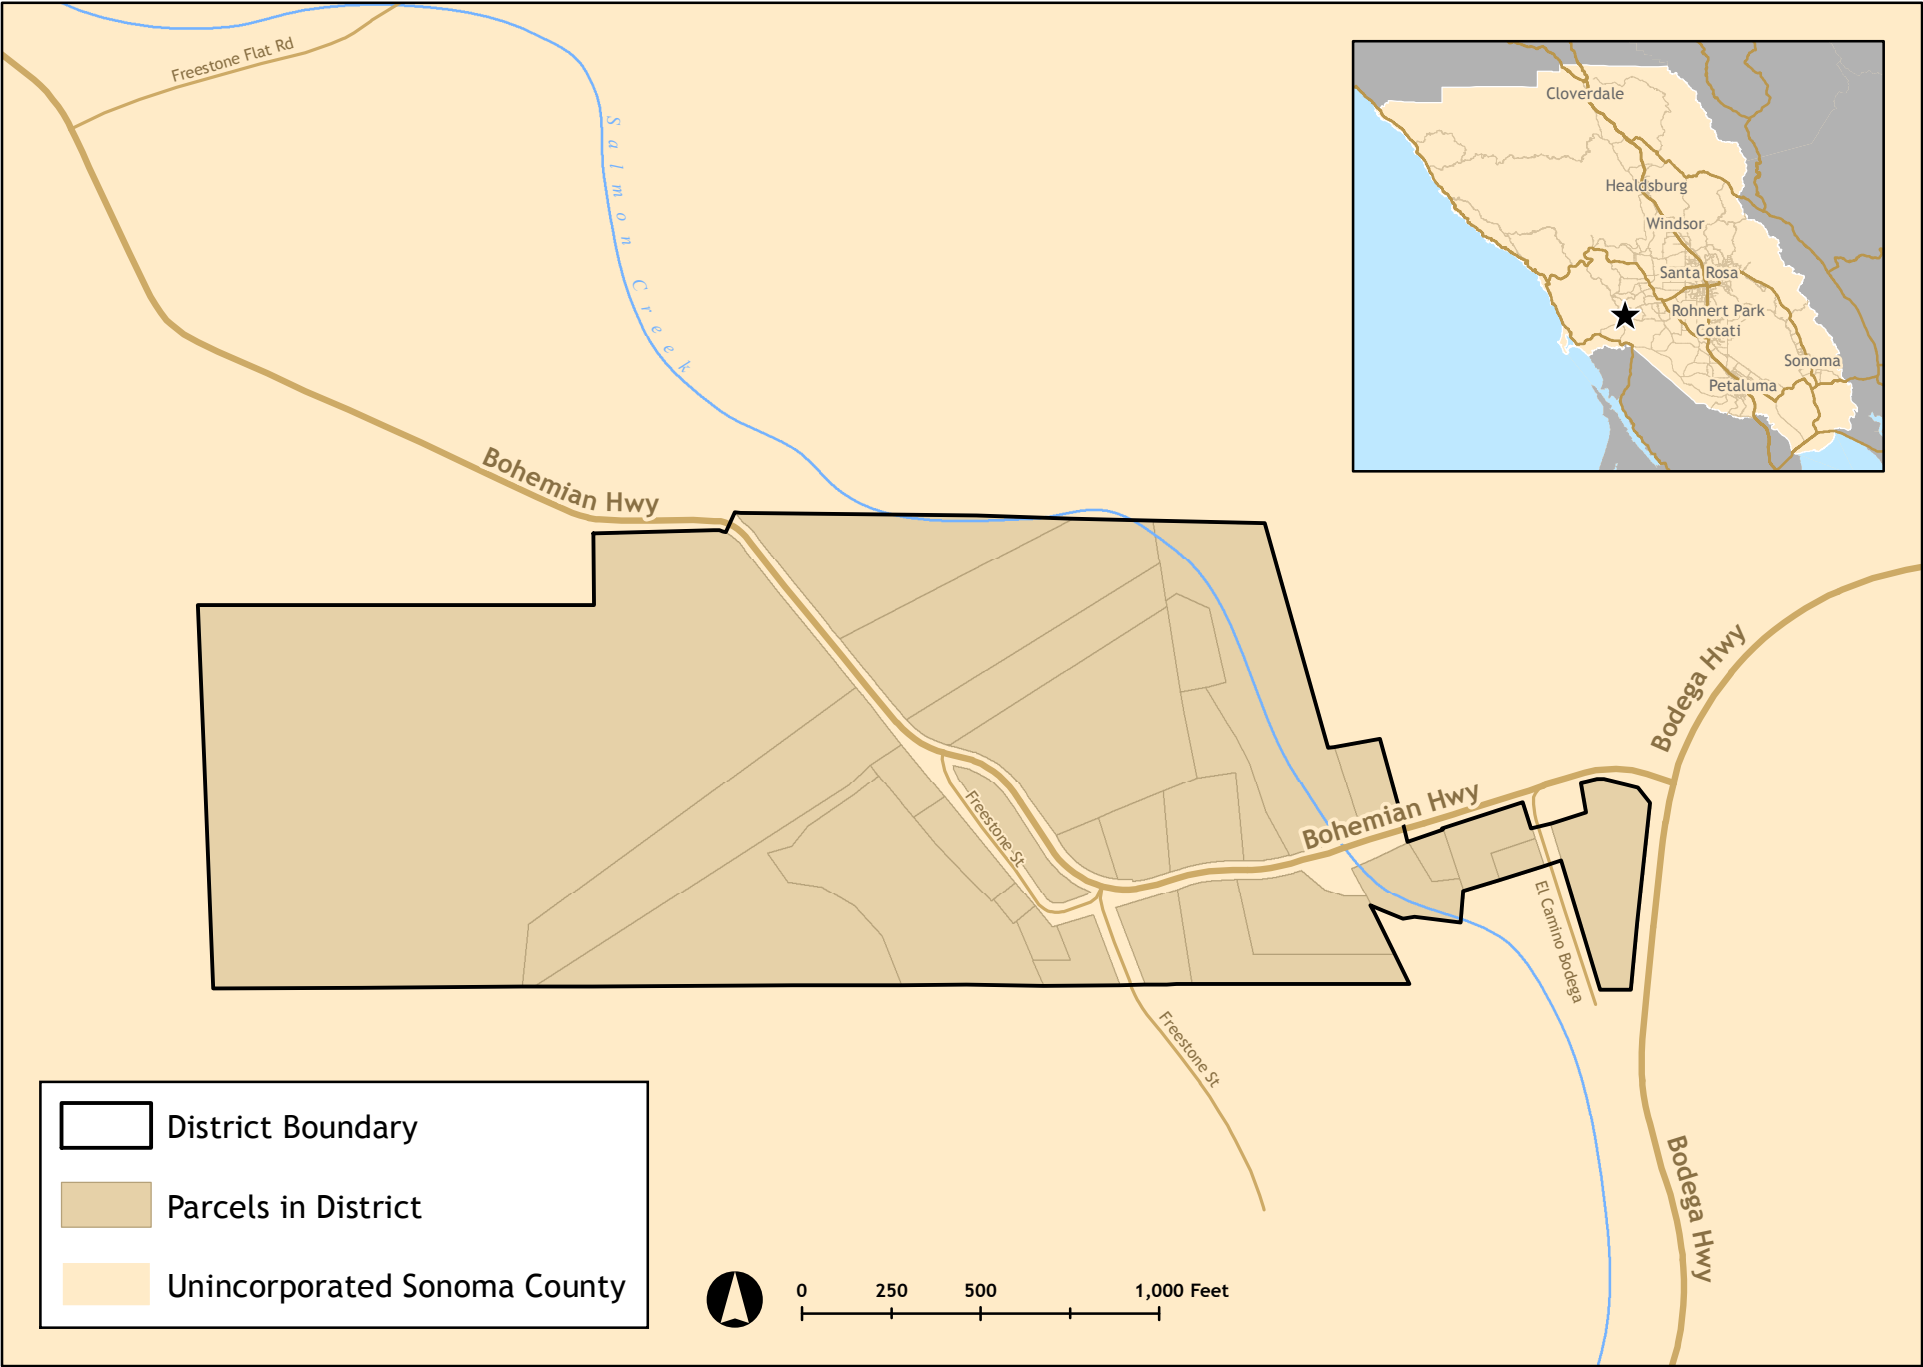 Freestone Flat Rd
Salmon Creek
Cloverdale
Healdsburg
Windsor
Santa Rosa
Rohnert Park
Cotati
Sonoma
Petaluma
Bohemian Hwy
Bodega Hwy
Freestone St
Bohemian Hwy
El Camino Bodega
Freestone St
Bodega Hwy
District Boundary
Parcels in District
Unincorporated Sonoma County
0 250 500 1,000 Feet